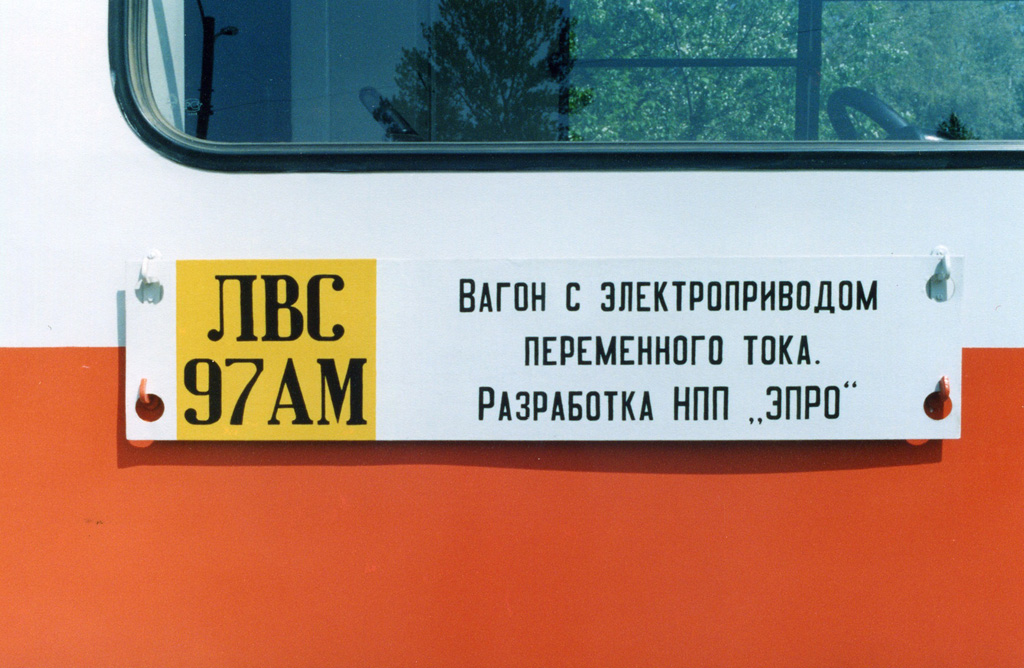 ЛВС
97АМ
Вагон с электроприводом
переменного тока.
Разработка НПП „ЭПРО“